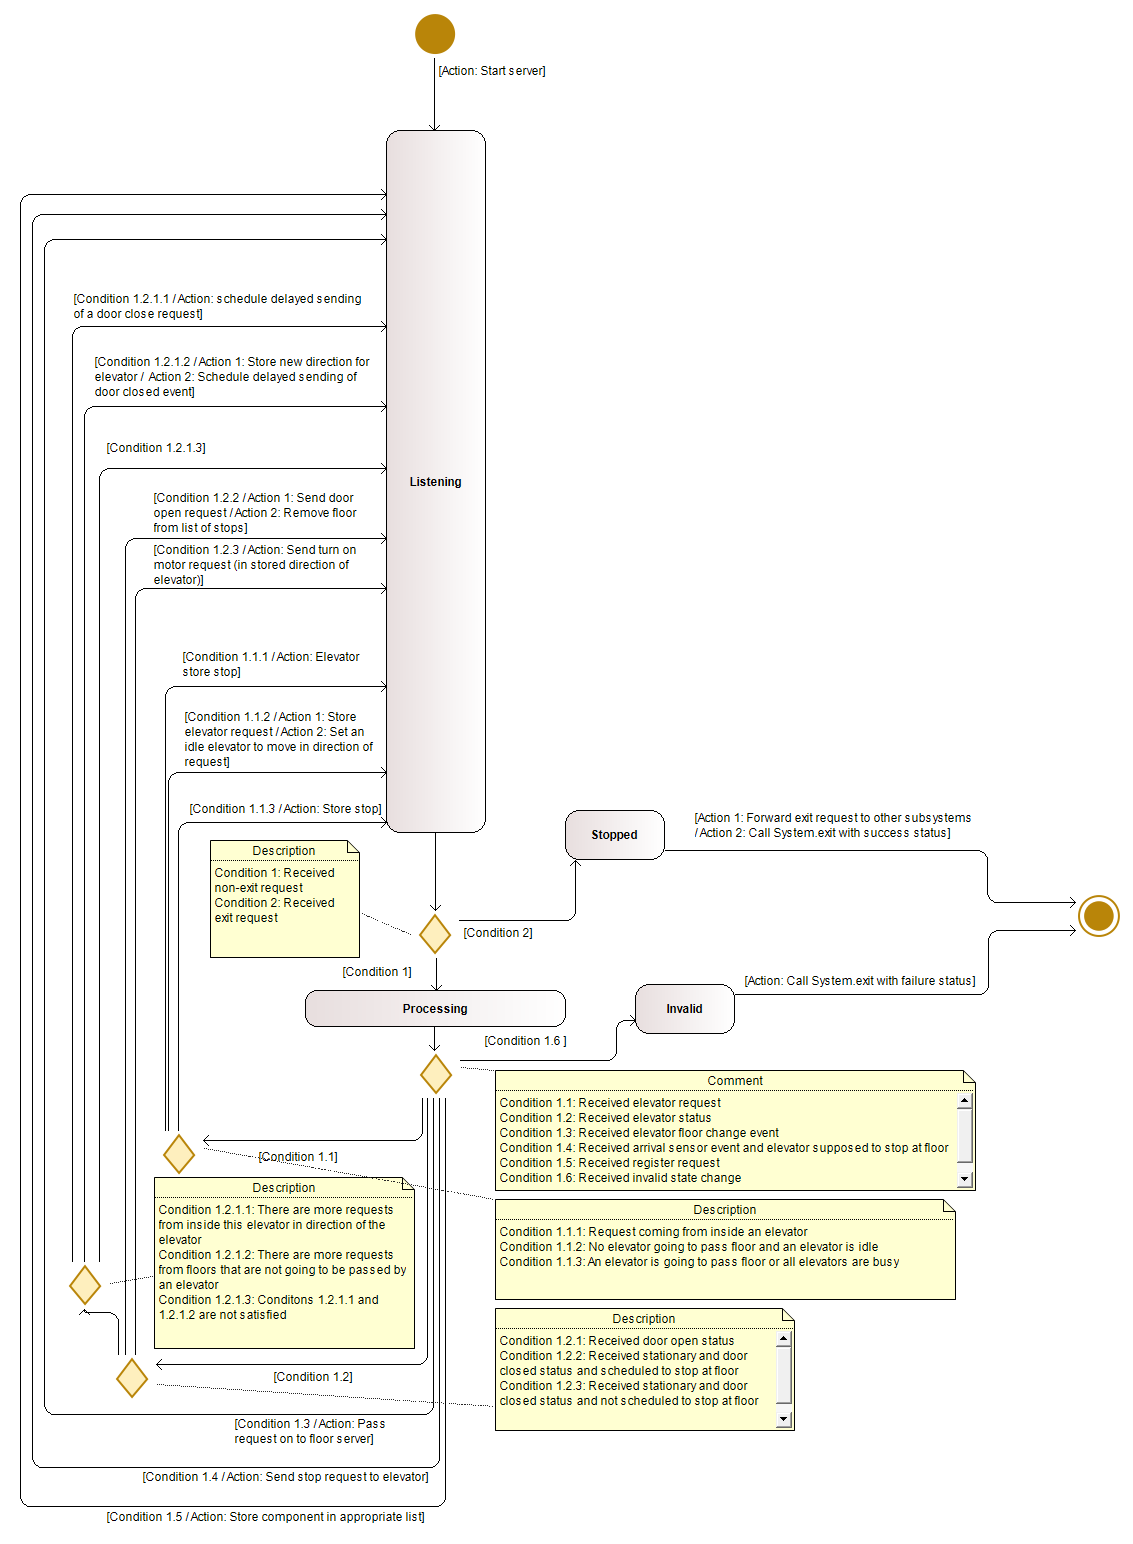 [Action: Start server]
[Condition 1.2.1.1 / Action: schedule delayed sending
of a door close request]
[Condition 1.2.1.2 / Action 1: Store new direction for
elevator / Action 2: Schedule delayed sending of
door closed event]
[Condition 1.2.1.3]
Listening
[Condition 1.2.2 / Action 1: Send door
open request / Action 2: Remove floor
from list of stops]
[Condition 1.2.3 / Action: Send turn on
motor request (in stored direction of
elevator)]
[Condition 1.1.1 / Action: Elevator
store stop]
[Condition 1.1.2 / Action 1: Store
elevator request / Action 2: Set an
idle elevator to move in direction of
request]
[Condition 1.1.3 / Action: Store stop]
Stopped
[Action 1: Forward exit request to other subsystems
/ Action 2: Call System.exit with success status]
Description
Condition 1: Received
non-exit request
Condition 2: Received
exit request
[Condition 2]
[Condition 1]
Processing
Invalid
[Action: Call System.exit with failure status]
[Condition 1.6 ]
Comment
Condition 1.1: Received elevator request
Condition 1.2: Received elevator status
Condition 1.3: Received elevator floor change event
Condition 1.4: Received arrival sensor event and elevator supposed to stop at floor
Condition 1.5: Received register request
Condition 1.6: Received invalid state change
[Condition 1.1]
Description
Condition 1.2.1.1: There are more requests
from inside this elevator in direction of the
elevator
Condition 1.2.1.2: There are more requests
from floors that are not going to be passed by
an elevator
Condition 1.2.1.3: Conditons 1.2.1.1 and
1.2.1.2 are not satisfied
Description
Condition 1.1.1: Request coming from inside an elevator
Condition 1.1.2: No elevator going to pass floor and an elevator is idle
Condition 1.1.3: An elevator is going to pass floor or all elevators are busy
Description
Condition 1.2.1: Received door open status
Condition 1.2.2: Received stationary and door
closed status and scheduled to stop at floor
Condition 1.2.3: Received stationary and door
closed status and not scheduled to stop at floor
[Condition 1.2]
[Condition 1.3 / Action: Pass
request on to floor server]
[Condition 1.4 / Action: Send stop request to elevator]
[Condition 1.5 / Action: Store component in appropriate list]